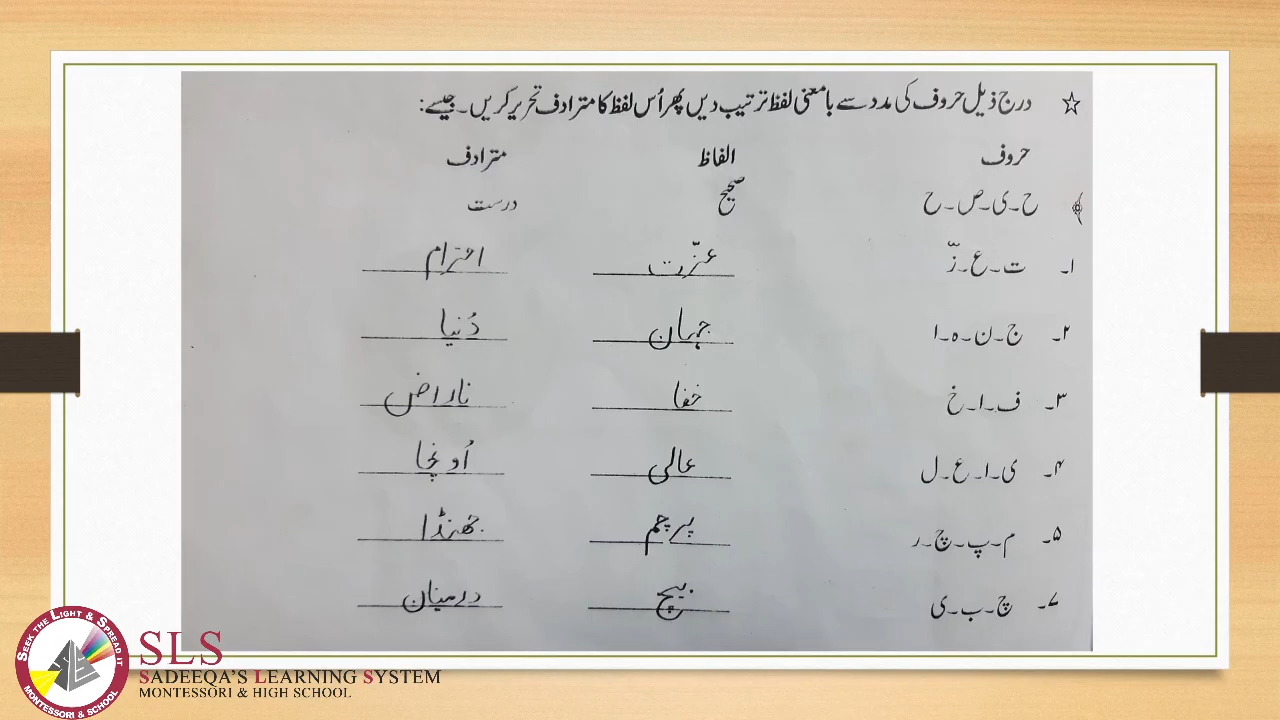 ☆ درج ذیل حروف کی مدد سے بامعنی لفظ ترتیب دیں پھر اُس لفظ کا مترادف تحریر کریں۔ جیسے:
حروف الفاظ مترادف
ح۔ی۔ص۔ح صحیح درست
۱۔ ت۔ع۔زّ عزّت احترام
۲۔ ج۔ن۔ہ۔ا جہان دُنیا
۳۔ ف۔ا۔خ خفا ناراض
۴۔ ی۔ا۔ع۔ل عالی اُونچا
۵۔ م۔پ۔چ۔ر پرچم جھنڈا
۷۔ چ۔ب۔ی بیچ درمیان
SEEK THE LIGHT & SPREAD IT
MONTESSORI & SCHOOL
SLS
SADEEQA'S LEARNING SYSTEM
MONTESSORI & HIGH SCHOOL